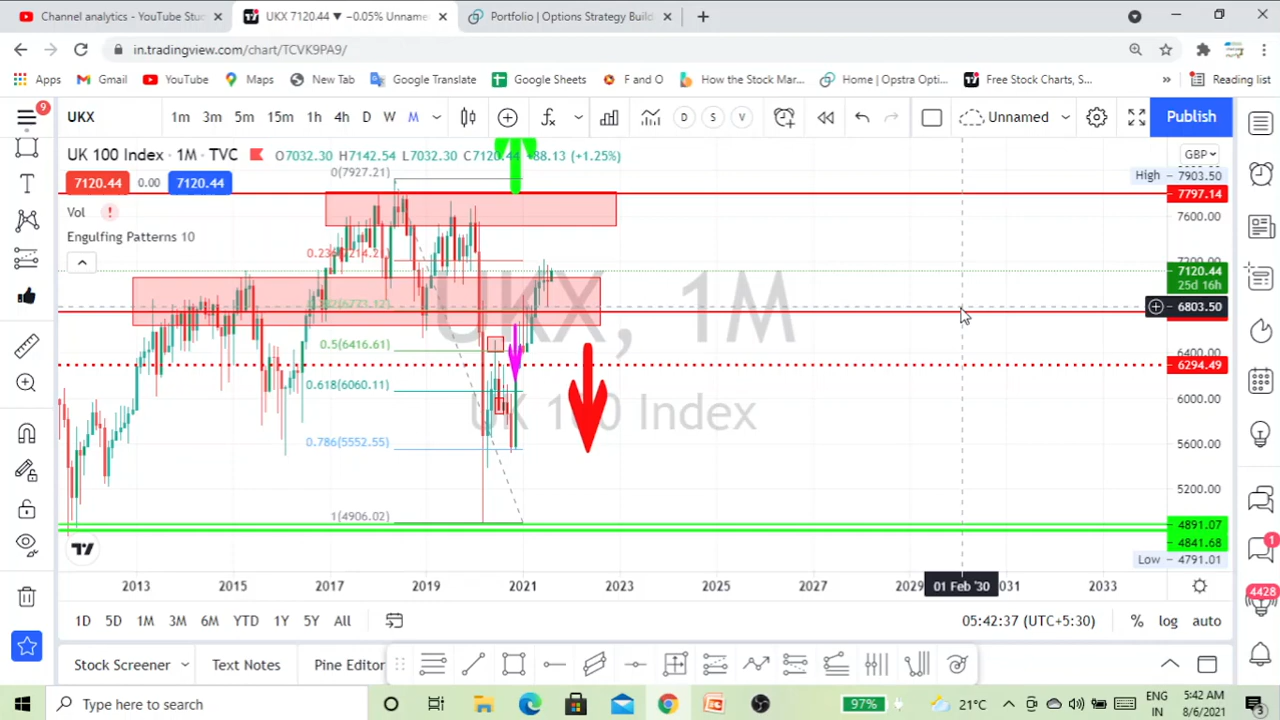 Channel analytics - YouTube Stu
UKX 7120.44 ▼ −0.05% Unname
Portfolio | Options Strategy Build
in.tradingview.com/chart/TCVK9PA9/
Apps Gmail YouTube Maps New Tab Google Translate Google Sheets F and O How the Stock Mar... Home | Opstra Opti... Free Stock Charts, S... » Reading list
9
UKX 1m 3m 5m 15m 1h 4h D W M D S V Unnamed Publish
UK 100 Index · 1M · TVC O7032.30 H7142.54 L7032.30 C7120.44 +88.13 (+1.25%)
GBP
7120.44 0.00 7120.44
Vol
Engulfing Patterns 10
0(7927.21)
0.5(6416.61)
0.618(6060.11)
0.786(5552.55)
1(4906.02)
UKX, 1M
UK 100 Index
High 7903.50
7797.14
7600.00
7120.44
25d 16h
6803.50
6400.00
6294.49
6000.00
5600.00
5200.00
4891.07
4841.68
Low 4791.01
2013 2015 2017 2019 2021 2023 2025 2027 2029 01 Feb '30 031 2033
1D 5D 1M 3M 6M YTD 1Y 5Y All 05:42:37 (UTC+5:30) % log auto
Stock Screener Text Notes Pine Editor
1
4428
Type here to search 97% 21°C ENG 5:42 AM
IN 8/6/2021 3